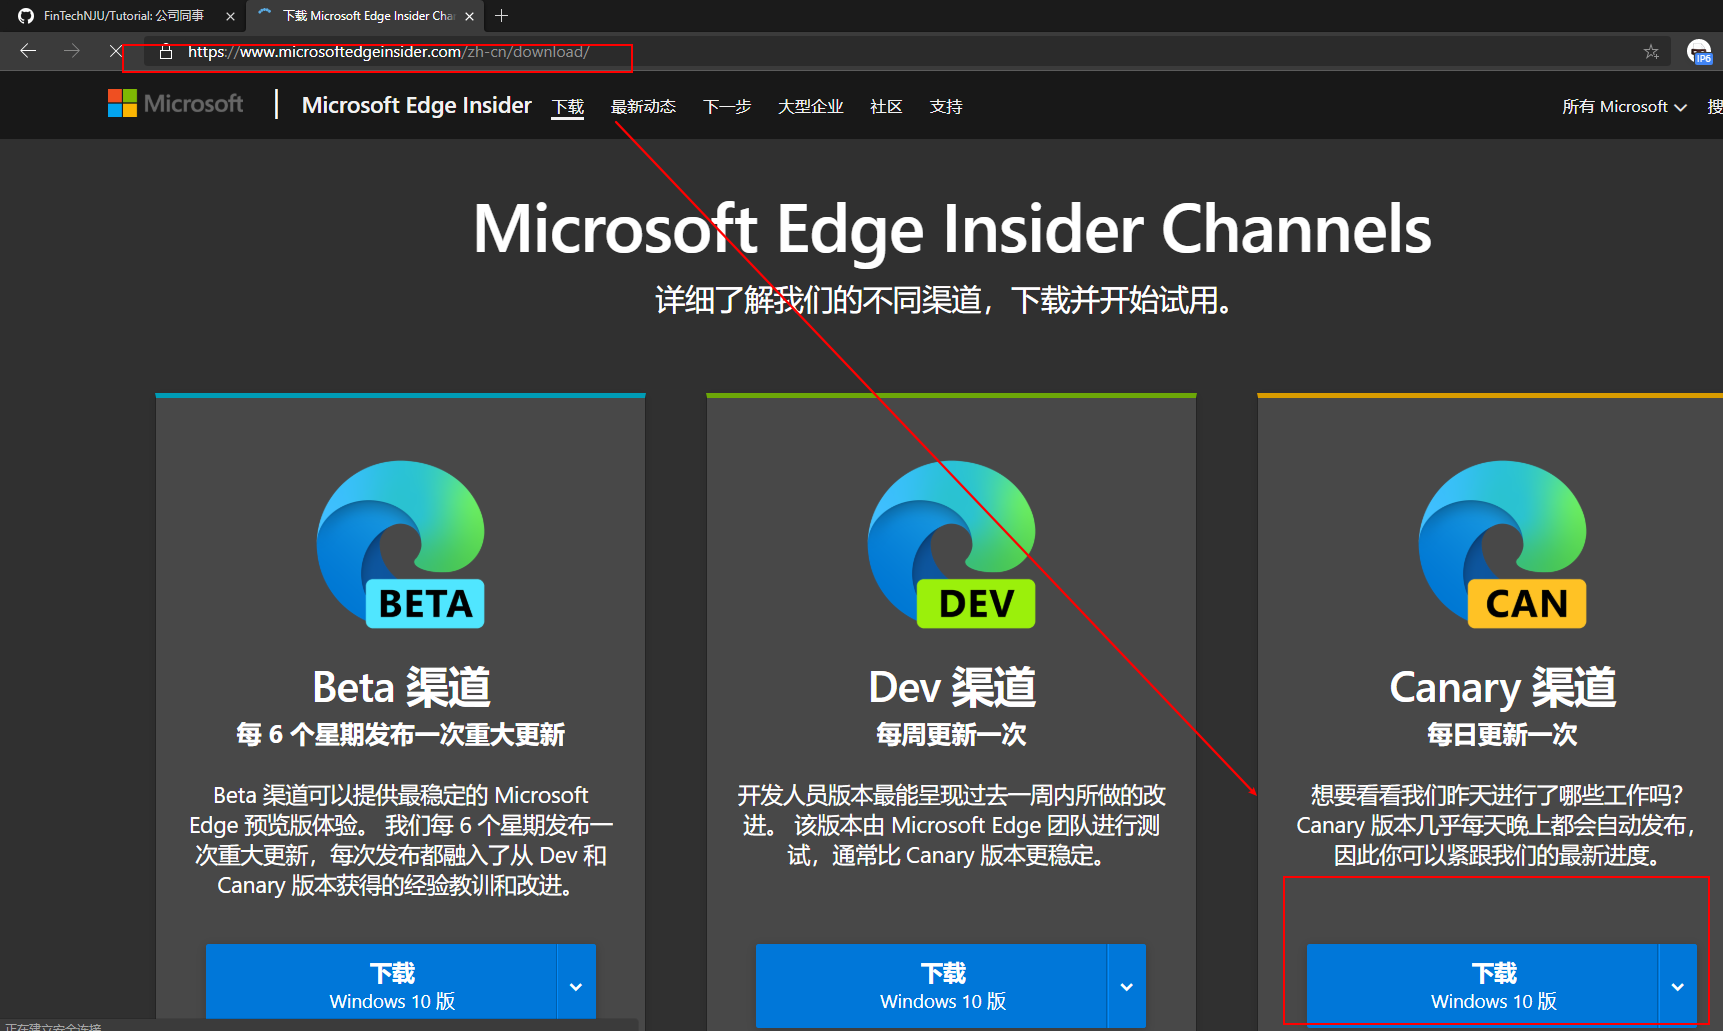 FinTechNJU/Tutorial: 公司同事
下载 Microsoft Edge Insider Cha
https://www.microsoftedgeinsider.com/zh-cn/download/
IP6
Microsoft
Microsoft Edge Insider 下载 最新动态 下一步 大型企业 社区 支持
所有 Microsoft 搜
Microsoft Edge Insider Channels
详细了解我们的不同渠道，下载并开始试用。
BETA
Beta 渠道
每 6 个星期发布一次重大更新
Beta 渠道可以提供最稳定的 Microsoft
Edge 预览版体验。 我们每 6 个星期发布一
次重大更新，每次发布都融入了从 Dev 和
Canary 版本获得的经验教训和改进。
下载
Windows 10 版
DEV
Dev 渠道
每周更新一次
开发人员版本最能呈现过去一周内所做的改
进。 该版本由 Microsoft Edge 团队进行测
试，通常比 Canary 版本更稳定。
下载
Windows 10 版
CAN
Canary 渠道
每日更新一次
想要看看我们昨天进行了哪些工作吗?
Canary 版本几乎每天晚上都会自动发布，
因此你可以紧跟我们的最新进度。
下载
Windows 10 版
正在建立安全连接